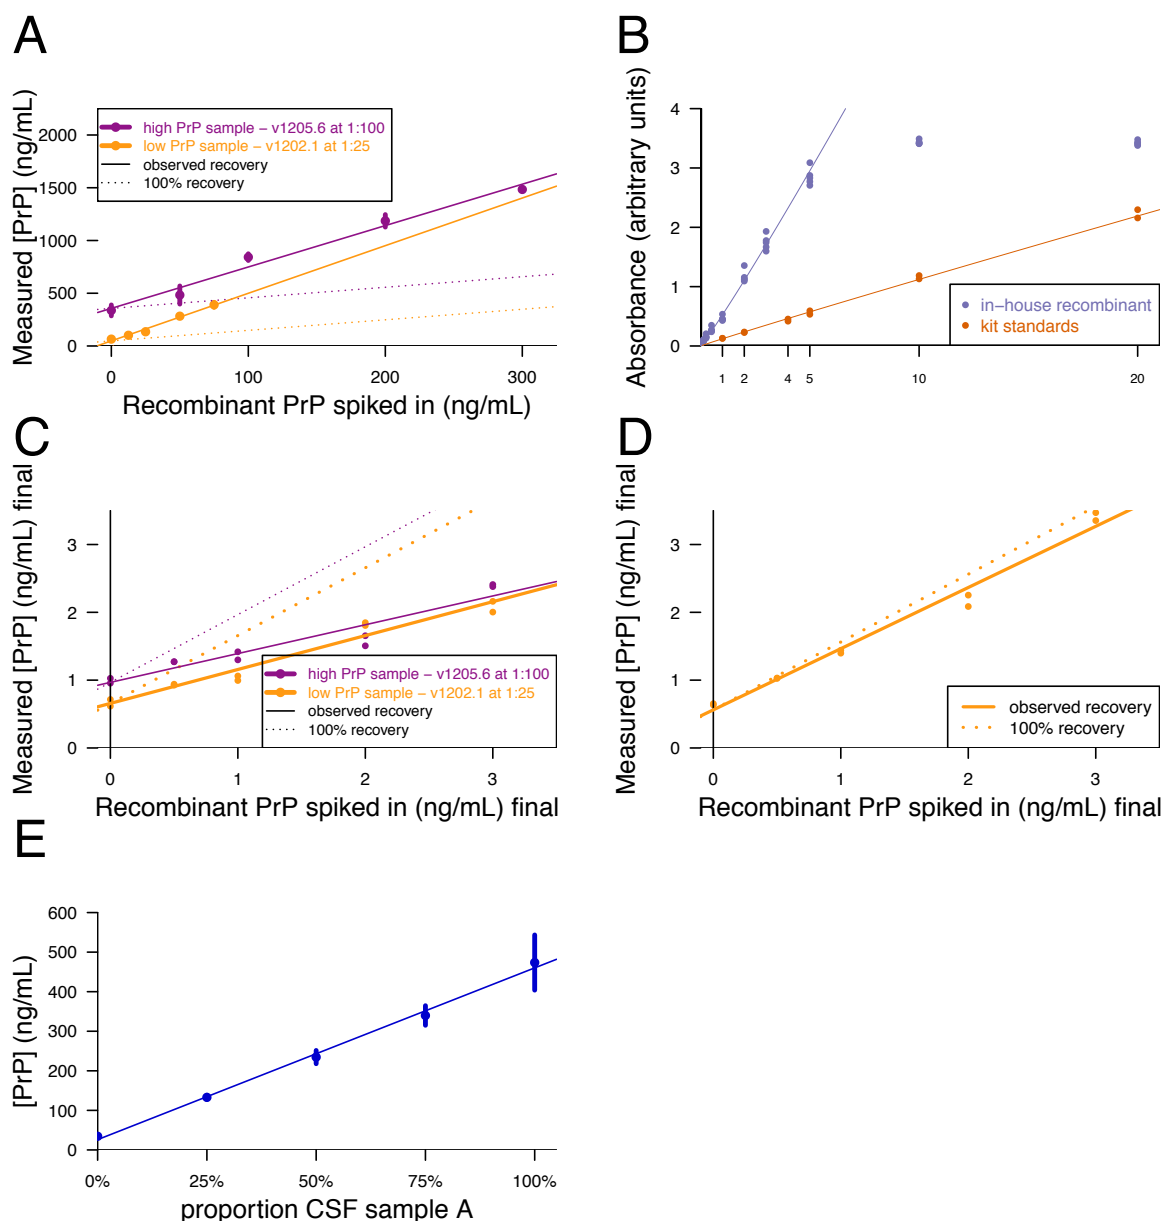 A
Measured [PrP] (ng/mL)
2000
1500
1000
500
0
high PrP sample − v1205.6 at 1:100
low PrP sample − v1202.1 at 1:25
observed recovery
100% recovery
0 100 200 300
Recombinant PrP spiked in (ng/mL)
B
Absorbance (arbitrary units)
4
3
2
1
0
in−house recombinant
kit standards
1 2 4 5 10 20
C
Measured [PrP] (ng/mL) final
3
2
1
0
high PrP sample − v1205.6 at 1:100
low PrP sample − v1202.1 at 1:25
observed recovery
100% recovery
0 1 2 3
Recombinant PrP spiked in (ng/mL) final
D
Measured [PrP] (ng/mL) final
3
2
1
0
observed recovery
100% recovery
0 1 2 3
Recombinant PrP spiked in (ng/mL) final
E
[PrP] (ng/mL)
600
500
400
300
200
100
0
0% 25% 50% 75% 100%
proportion CSF sample A